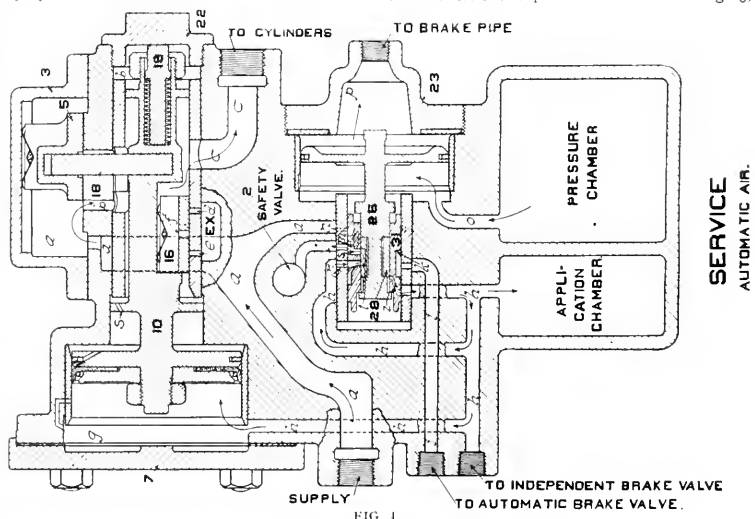 22
TO CYLINDERS
TO BRAKE PIPE
3
5
18
23
p
c
c
18
2
SAFETY
VALVE.
PRESSURE
CHAMBER
SERVICE
AUTOMATIC AIR.
a
EX
d
e
16
a
26
31
28
o
APPLI-
CATION
CHAMBER
10
S
h
h
h
h
a
g
h
h
h
7
SUPPLY
TO INDEPENDENT BRAKE VALVE
TO AUTOMATIC BRAKE VALVE.
FIG